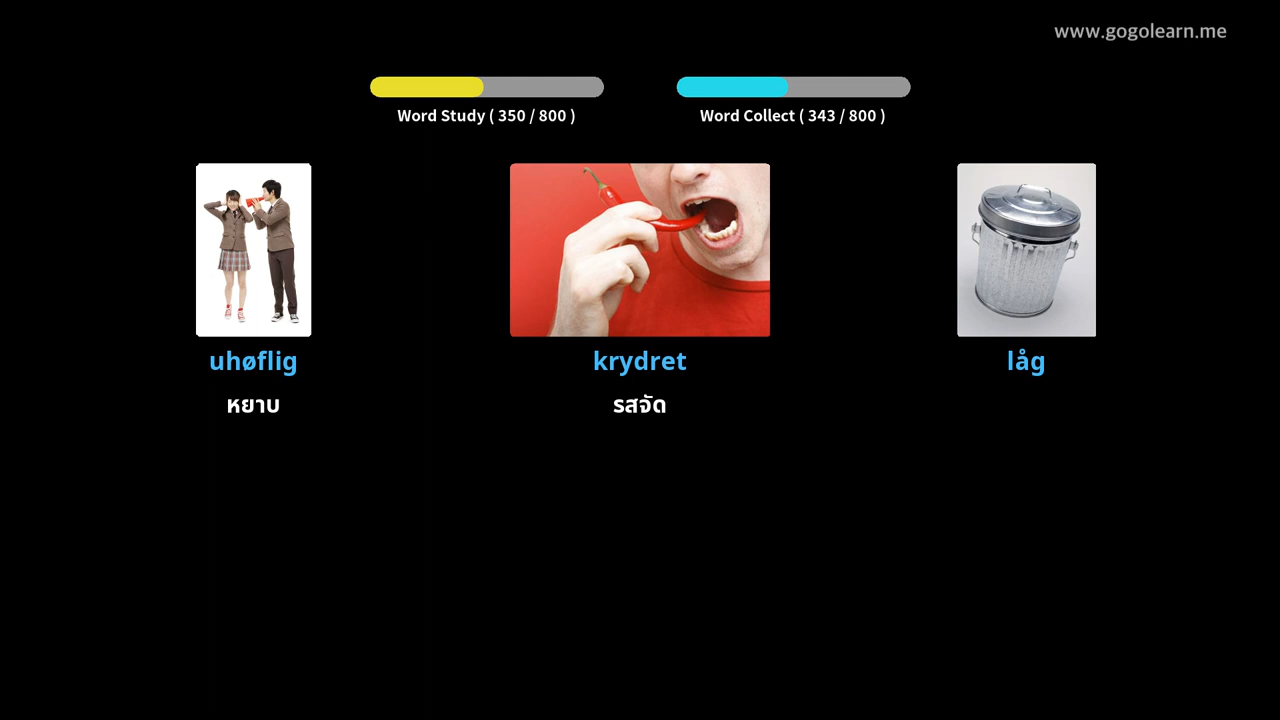 www.gogolearn.me
Word Study ( 350 / 800 )
Word Collect ( 343 / 800 )
uhøflig
krydret
låg
หยาบ
รสจัด